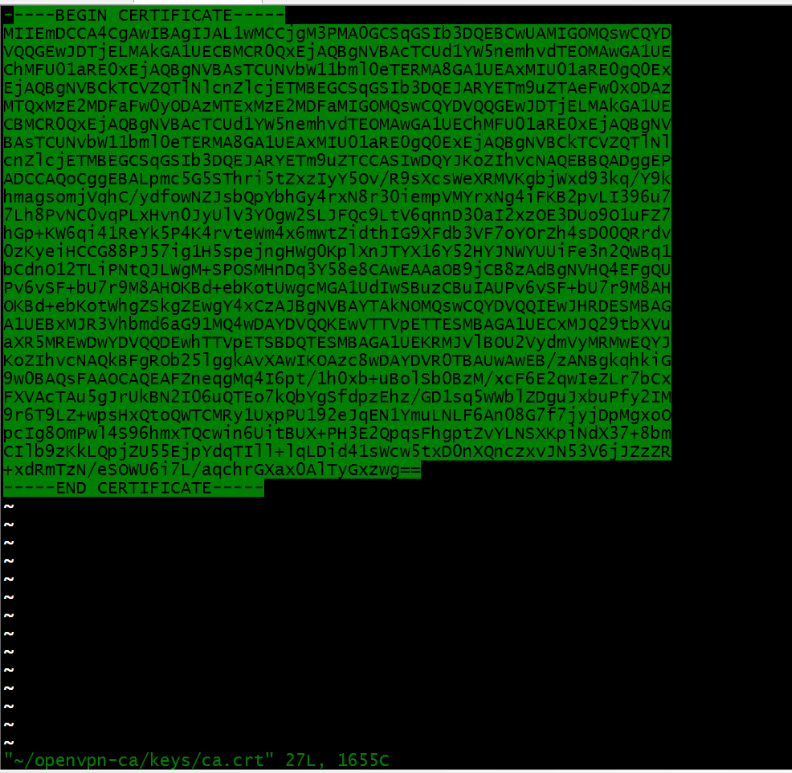 -----BEGIN CERTIFICATE-----
MIIEmDCCA4CgAwIBAgIJAL1wMCCjgM3PMA0GCSqGSIb3DQEBCwUAMIGOMQswCQYD
VQQGEwJDTjELMAkGA1UECBMCR0QxEjAQBgNVBAcTCUd1YW5nemhvdTEOMAwGA1UE
ChMFU01aRE0xEjAQBgNVBAsTCUNvbW11bml0eTERMA8GA1UEAxMIU01aRE0gQ0Ex
EjAQBgNVBCkTCVZQTlNlcnZlcjETMBEGCSqGSIb3DQEJARYETm9uZTAeFw0xODAz
MTQxMzE2MDFaFw0yODAzMTExMzE2MDFaMIGOMQswCQYDVQQGEwJDTjELMAkGA1UE
CBMCR0QxEjAQBgNVBAcTCUd1YW5nemhvdTEOMAwGA1UEChMFU01aRE0xEjAQBgNV
BAsTCUNvbW11bml0eTERMA8GA1UEAxMIU01aRE0gQ0ExEjAQBgNVBCkTCVZQTlNl
cnZlcjETMBEGCSqGSIb3DQEJARYETm9uZTCCASIwDQYJKoZIhvcNAQEBBQADggEP
ADCCAQoCggEBALpmc5G5SThri5tZxzIyY5Ov/R9sXcsWeXRMVKgbjWxd93kq/Y9k
hmagsomjVqhC/ydfowNZJsbQpYbhGy4rxN8r30iempVMYrxNg4iFKB2pvLI396u7
7Lh8PvNC0vqPLxHvn0JyUlV3Y0gw2SLJFQc9LtV6qnnD30aI2xzOE3DUo9O1uFZ7
hGp+KW6qi41ReYk5P4K4rvteWm4x6mwtZidthIG9XFdb3VF7oYOrZh4sD0OQRrdv
0zKyeiHCCG88PJ57ig1H5spejngHWg0KplXnJTYX16Y52HYJNWYUUiFe3n2QWBq1
bCdnO12TLiPNtQJLWgM+SPOSMHnDq3Y58e8CAwEAAaOB9jCB8zAdBgNVHQ4EFgQU
Pv6vSF+bU7r9M8AHOKBd+ebKotUwgcMGA1UdIwSBuzCBuIAUPv6vSF+bU7r9M8AH
OKBd+ebKotWhgZSkgZEwgY4xCzAJBgNVBAYTAkNOMQswCQYDVQQIEwJHRDESMBAG
A1UEBxMJR3Vhbmd6aG91MQ4wDAYDVQQKEwVTTVpETTESMBAGA1UECxMJQ29tbXVu
aXR5MREwDwYDVQQDEwhTTVpETSBDQTESMBAGA1UEKRMJVlBOU2VydmVyMRMwEQYJ
KoZIhvcNAQkBFgROb25lggkAvXAwIKOAzc8wDAYDVR0TBAUwAwEB/zANBgkqhkiG
9w0BAQsFAAOCAQEAFZneqgMq4I6pt/1h0xb+uBolSb0BzM/xcF6E2qwIeZLr7bCx
FXVAcTAu5gJrUkBN2I06uQTEo7kQbYgSfdpzEhz/GD1sq5wWblZDguJxbuPfy2IM
9r6T9LZ+wpsHxQtoQWTCMRy1UxpPU192eJqEN1YmuLNLF6An08G7f7jyjDpMgxoO
pcIg8OmPwl4S96hmxTQcwin6UitBUX+PH3E2QpqsFhgptZvYLNSXKpiNdX37+8bm
CIlb9zKkLQpjZU55EjpYdqTIll+lqLDid41sWcw5txD0nXQnczxvJN53V6jJZzZR
+xdRmTzN/eSOWU6i7L/aqchrGXax0AlTyGxzwg==
-----END CERTIFICATE-----
~
~
~
~
~
~
~
~
~
~
~
~
~
~
"~/openvpn-ca/keys/ca.crt" 27L, 1655C